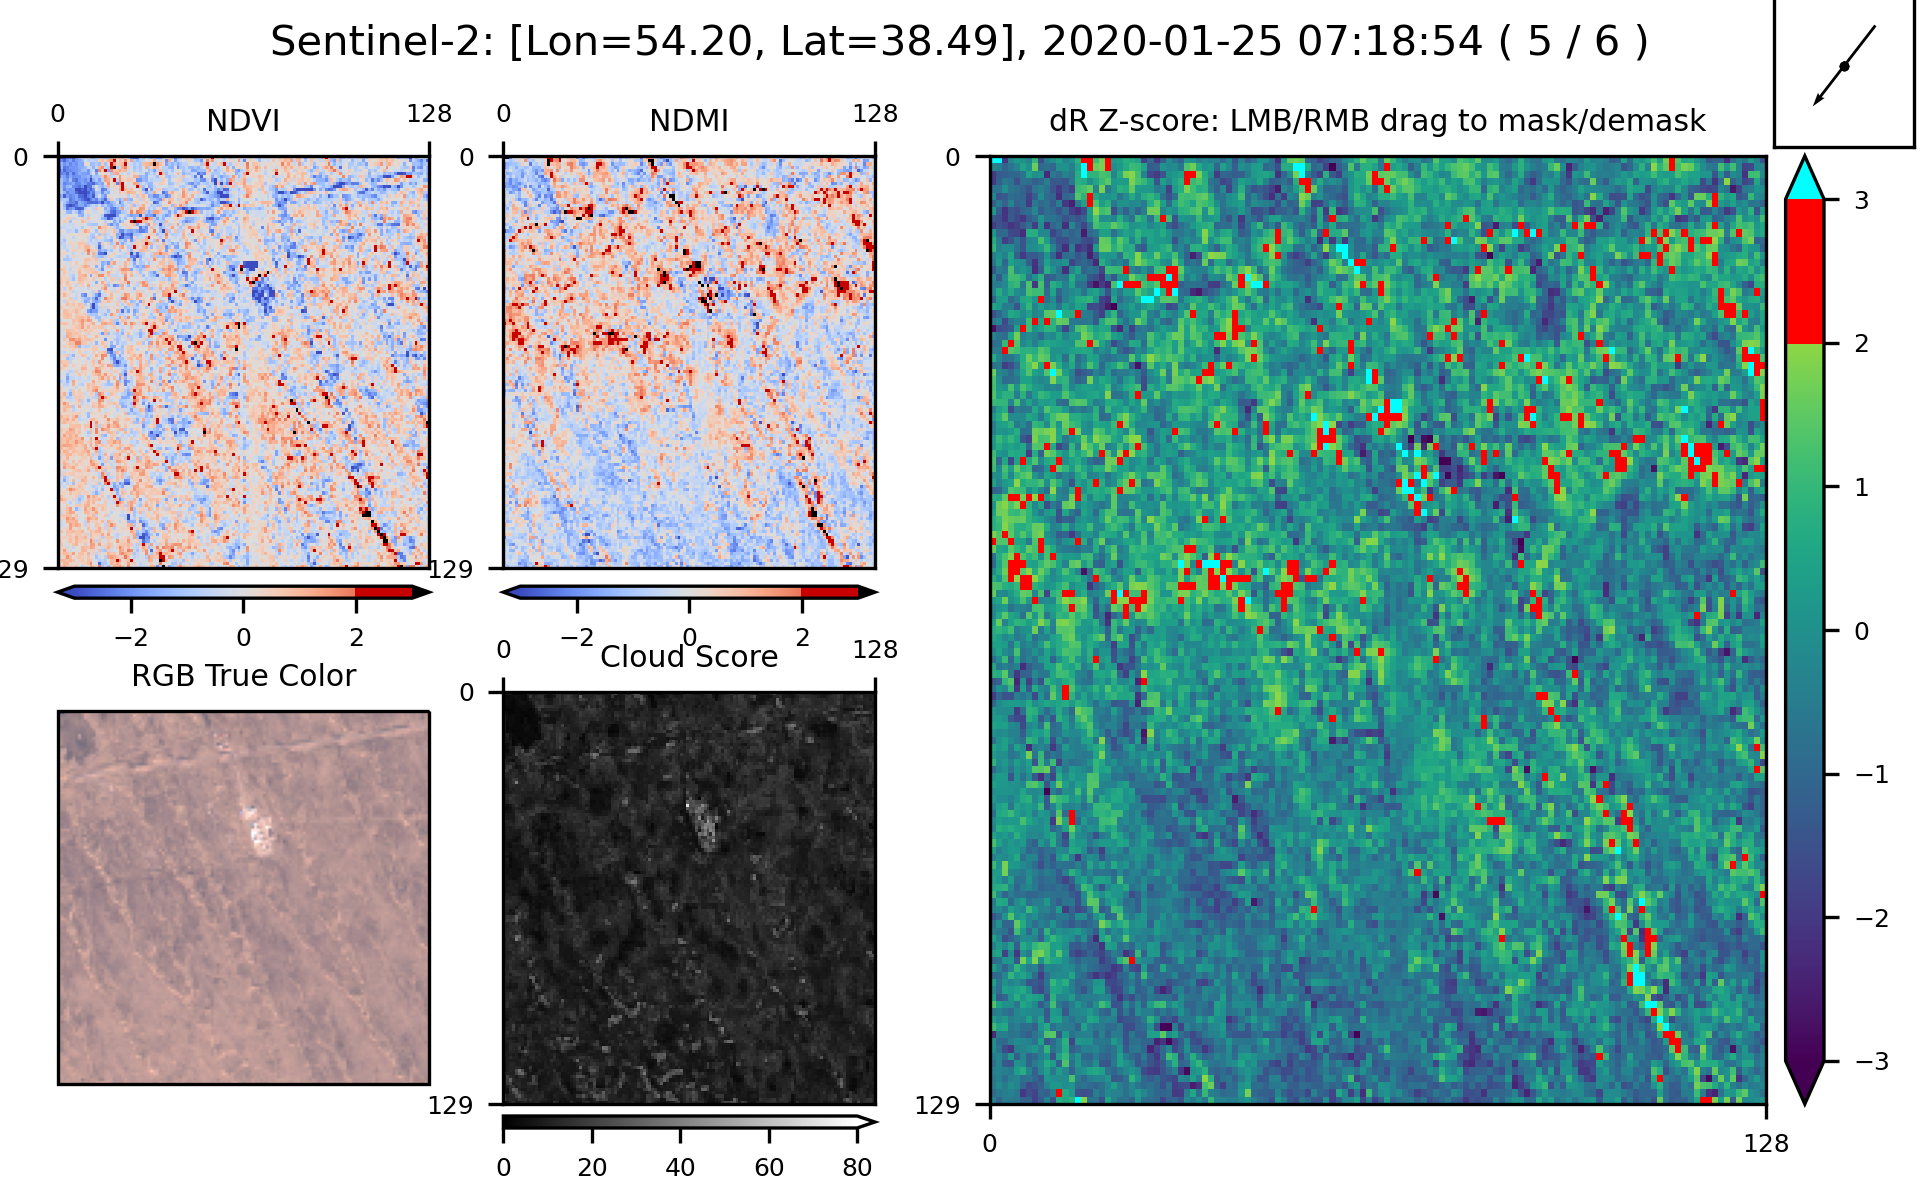 Sentinel-2: [Lon=54.20, Lat=38.49], 2020-01-25 07:18:54 ( 5 / 6 )
0 NDVI 128
0 NDMI 128
dR Z-score: LMB/RMB drag to mask/demask
0
0
0
29
129
−2 0 2
−2 0 2
RGB True Color
0 Cloud Score 128
0
129
0 20 40 60 80
129
0 128
3
2
1
0
−1
−2
−3